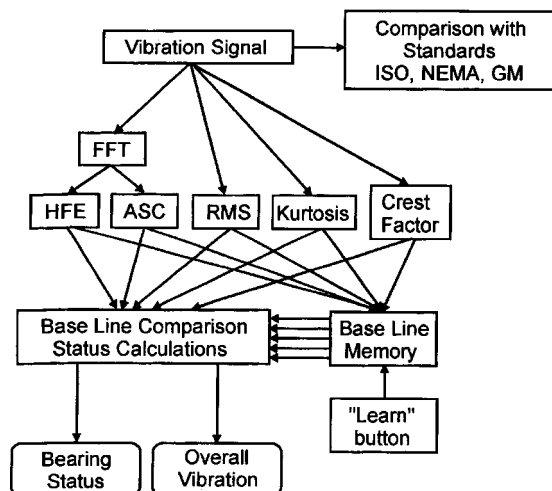 Vibration Signal
Comparison with
Standards
ISO, NEMA, GM
FFT
HFE
ASC
RMS
Kurtosis
Crest
Factor
Base Line Comparison
Status Calculations
Base Line
Memory
"Learn"
button
Bearing
Status
Overall
Vibration